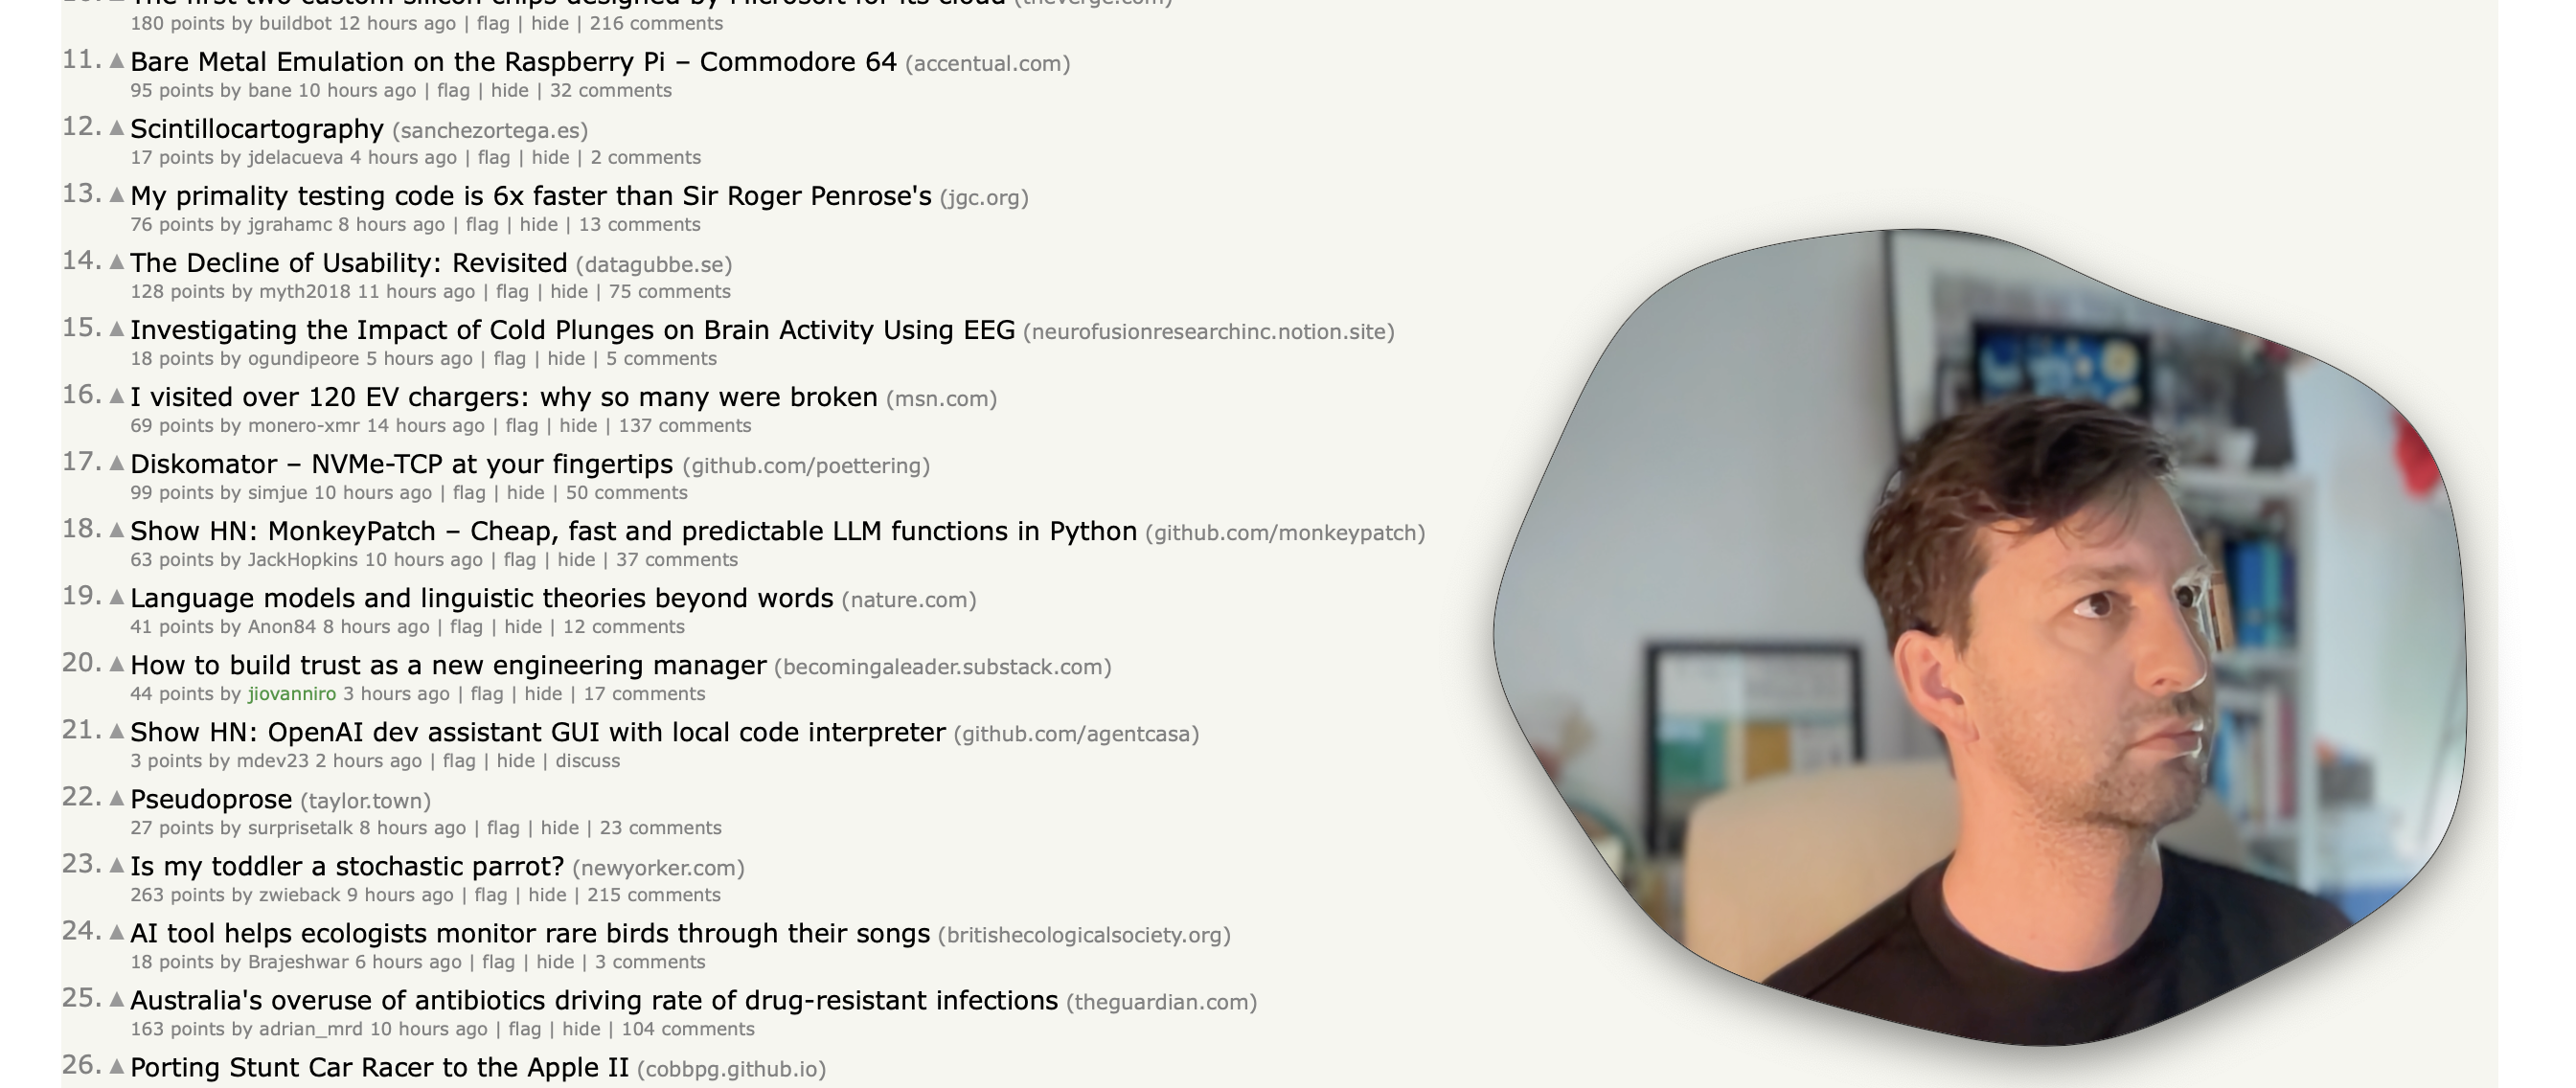 The first two custom silicon chips designed by Microsoft for its cloud (theverge.com)
180 points by buildbot 12 hours ago | flag | hide | 216 comments
11. ▲ Bare Metal Emulation on the Raspberry Pi – Commodore 64 (accentual.com)
95 points by bane 10 hours ago | flag | hide | 32 comments
12. ▲ Scintillocartography (sanchezortega.es)
17 points by jdelacueva 4 hours ago | flag | hide | 2 comments
13. ▲ My primality testing code is 6x faster than Sir Roger Penrose's (jgc.org)
76 points by jgrahamc 8 hours ago | flag | hide | 13 comments
14. ▲ The Decline of Usability: Revisited (datagubbe.se)
128 points by myth2018 11 hours ago | flag | hide | 75 comments
15. ▲ Investigating the Impact of Cold Plunges on Brain Activity Using EEG (neurofusionresearchinc.notion.site)
18 points by ogundipeore 5 hours ago | flag | hide | 5 comments
16. ▲ I visited over 120 EV chargers: why so many were broken (msn.com)
69 points by monero-xmr 14 hours ago | flag | hide | 137 comments
17. ▲ Diskomator – NVMe-TCP at your fingertips (github.com/poettering)
99 points by simjue 10 hours ago | flag | hide | 50 comments
18. ▲ Show HN: MonkeyPatch – Cheap, fast and predictable LLM functions in Python (github.com/monkeypatch)
63 points by JackHopkins 10 hours ago | flag | hide | 37 comments
19. ▲ Language models and linguistic theories beyond words (nature.com)
41 points by Anon84 8 hours ago | flag | hide | 12 comments
20. ▲ How to build trust as a new engineering manager (becomingaleader.substack.com)
44 points by jiovanniro 3 hours ago | flag | hide | 17 comments
21. ▲ Show HN: OpenAI dev assistant GUI with local code interpreter (github.com/agentcasa)
3 points by mdev23 2 hours ago | flag | hide | discuss
22. ▲ Pseudoprose (taylor.town)
27 points by surprisetalk 8 hours ago | flag | hide | 23 comments
23. ▲ Is my toddler a stochastic parrot? (newyorker.com)
263 points by zwieback 9 hours ago | flag | hide | 215 comments
24. ▲ AI tool helps ecologists monitor rare birds through their songs (britishecologicalsociety.org)
18 points by Brajeshwar 6 hours ago | flag | hide | 3 comments
25. ▲ Australia's overuse of antibiotics driving rate of drug-resistant infections (theguardian.com)
163 points by adrian_mrd 10 hours ago | flag | hide | 104 comments
26. ▲ Porting Stunt Car Racer to the Apple II (cobbpg.github.io)